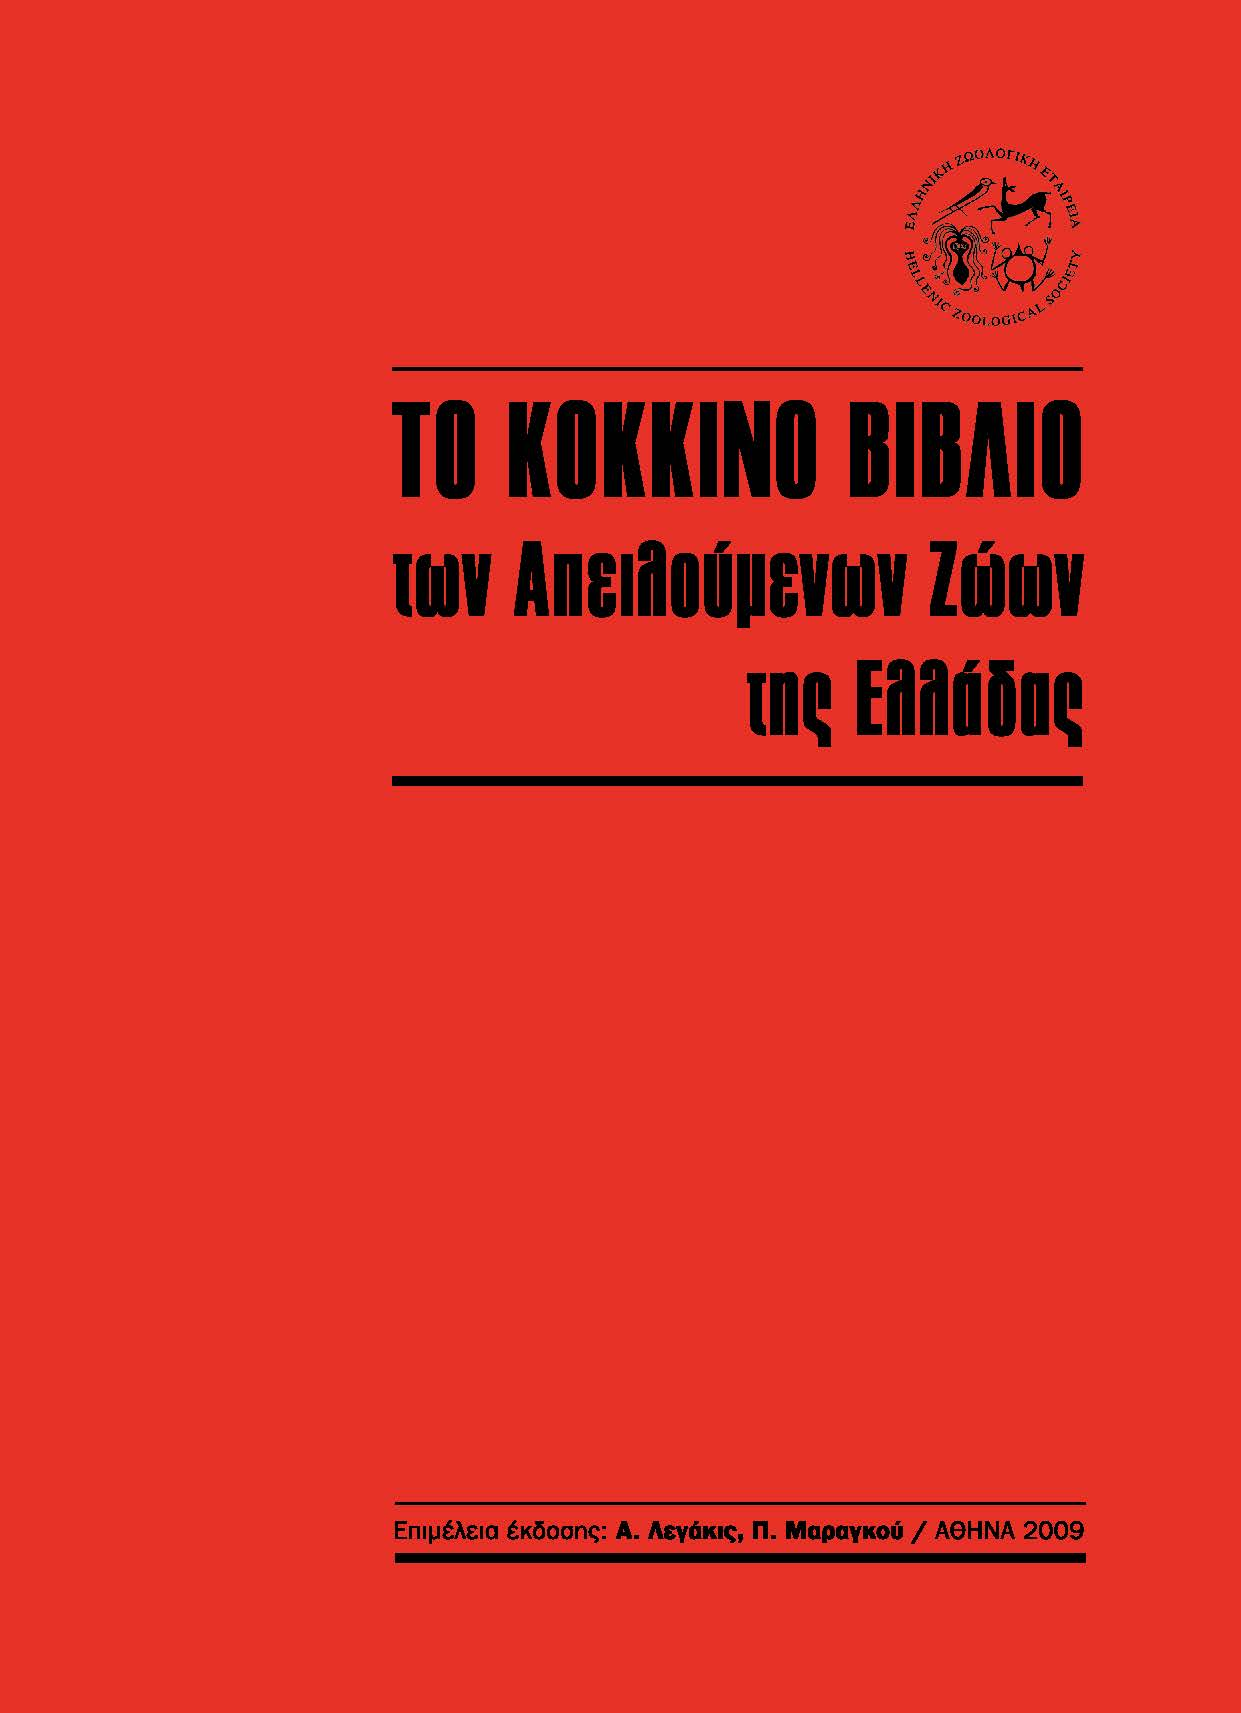 ΕΛΛΗΝΙΚΗ ΖΩΟΛΟΓΙΚΗ ΕΤΑΙΡΕΙΑ
HELLENIC ZOOLOGICAL SOCIETY
ΤΟ ΚΟΚΚΙΝΟ ΒΙΒΛΙΟ
των Απειλούμενων Ζώων
της Ελλάδας
Επιμέλεια έκδοσης: Α. Λεγάκις, Π. Μαραγκού / ΑΘΗΝΑ 2009